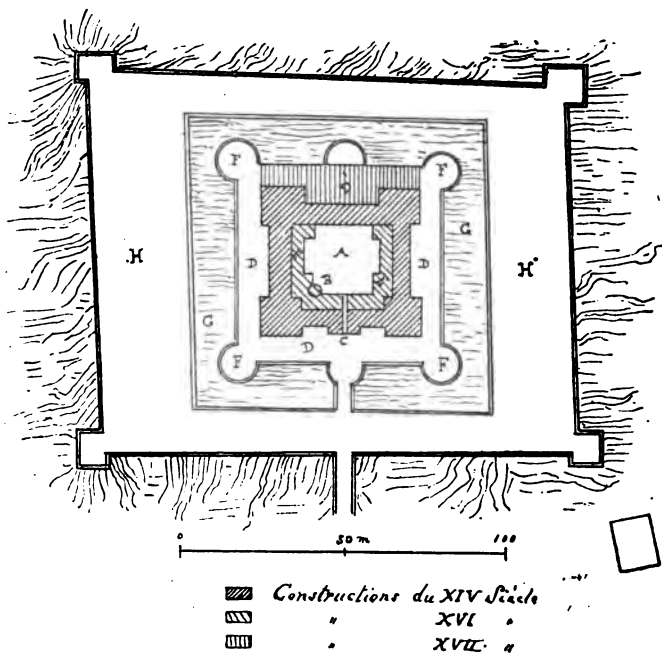 F F
G
A
H D D H
B
G
D C
F F
0 50 m 100
Constructions du XIV Siècle
" XVI "
" XVII "